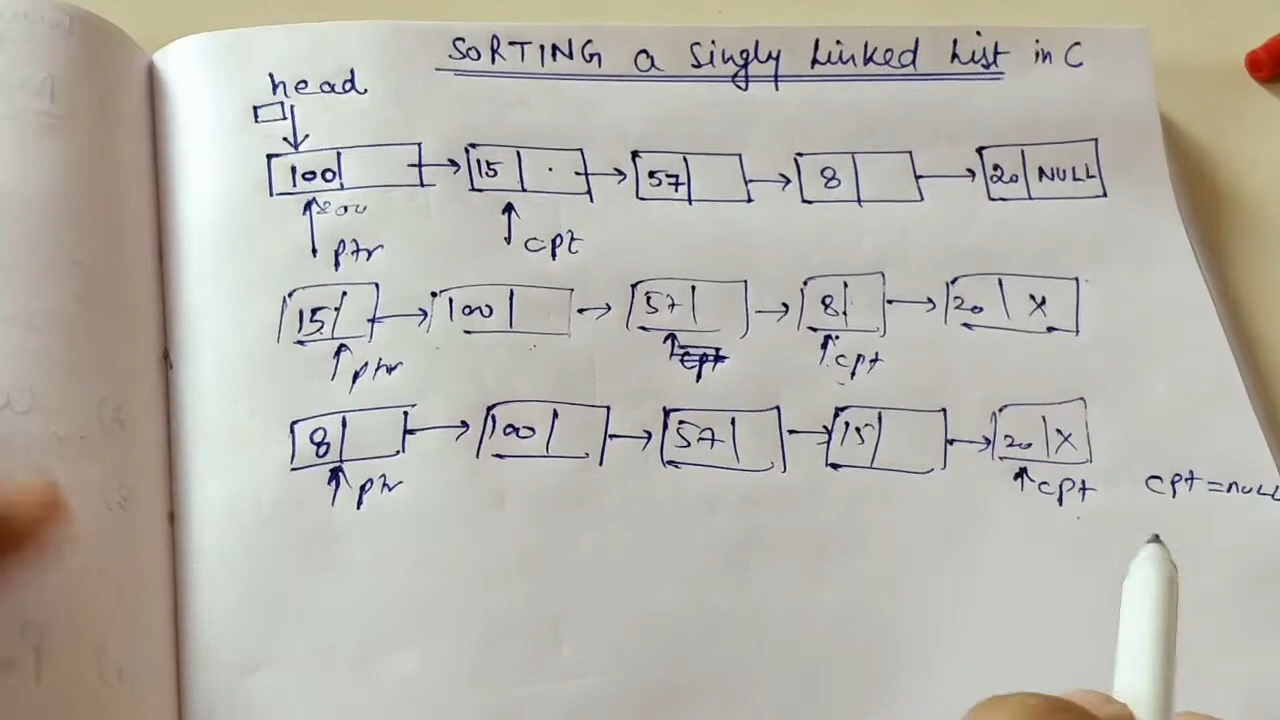 SORTING a Singly Linked List in C
head
100 15 57 8 20 NULL
ptr cpt
15 100 57 8 20 X
ptr cpt cpt
8 100 57 15 20 X
ptr cpt cpt=NULL